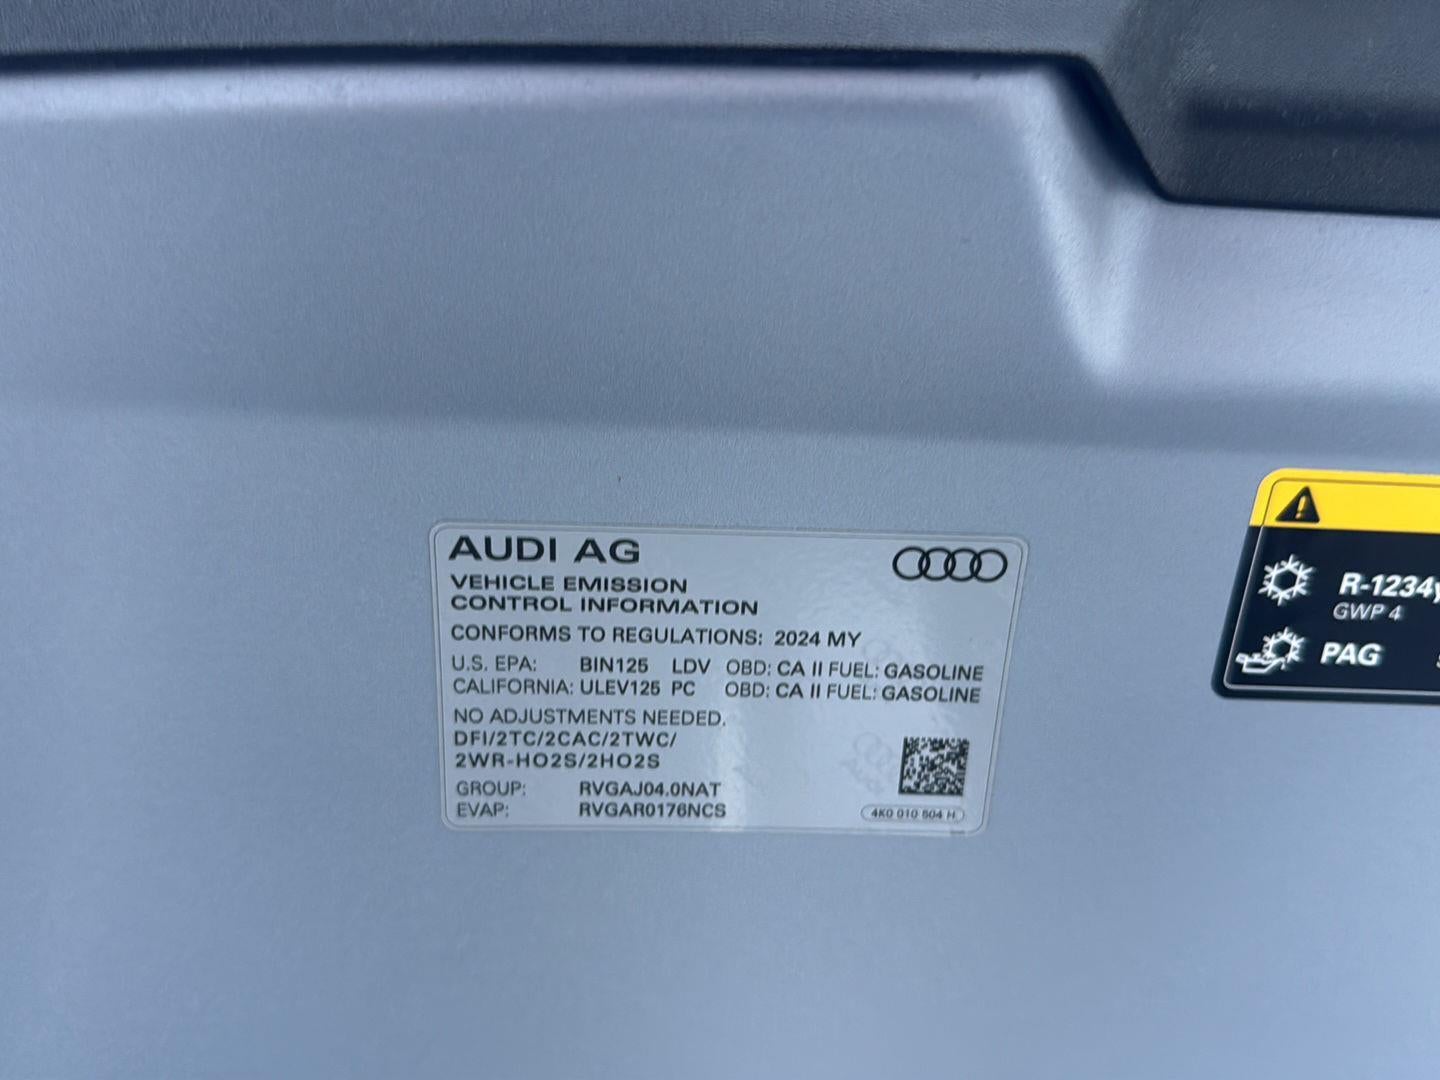 AUDI AG
VEHICLE EMISSION
CONTROL INFORMATION
CONFORMS TO REGULATIONS: 2024 MY
U.S. EPA: BIN125 LDV OBD: CA II FUEL: GASOLINE
CALIFORNIA: ULEV125 PC OBD: CA II FUEL: GASOLINE
NO ADJUSTMENTS NEEDED.
DFI/2TC/2CAC/2TWC/
2WR-HO2S/2HO2S
GROUP: RVGAJ04.0NAT
EVAP: RVGAR0176NCS
4K0 010 504 H
R-1234y
GWP 4
PAG